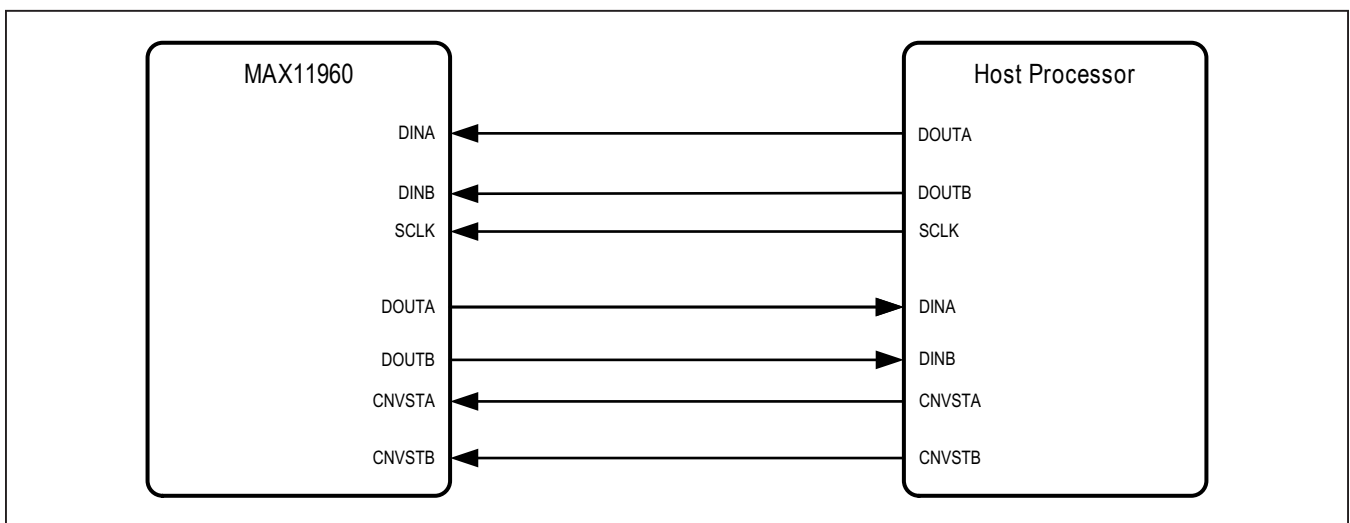 MAX11960 Host Processor
DINA DOUTA
DINB DOUTB
SCLK SCLK
DOUTA DINA
DOUTB DINB
CNVSTA CNVSTA
CNVSTB CNVSTB